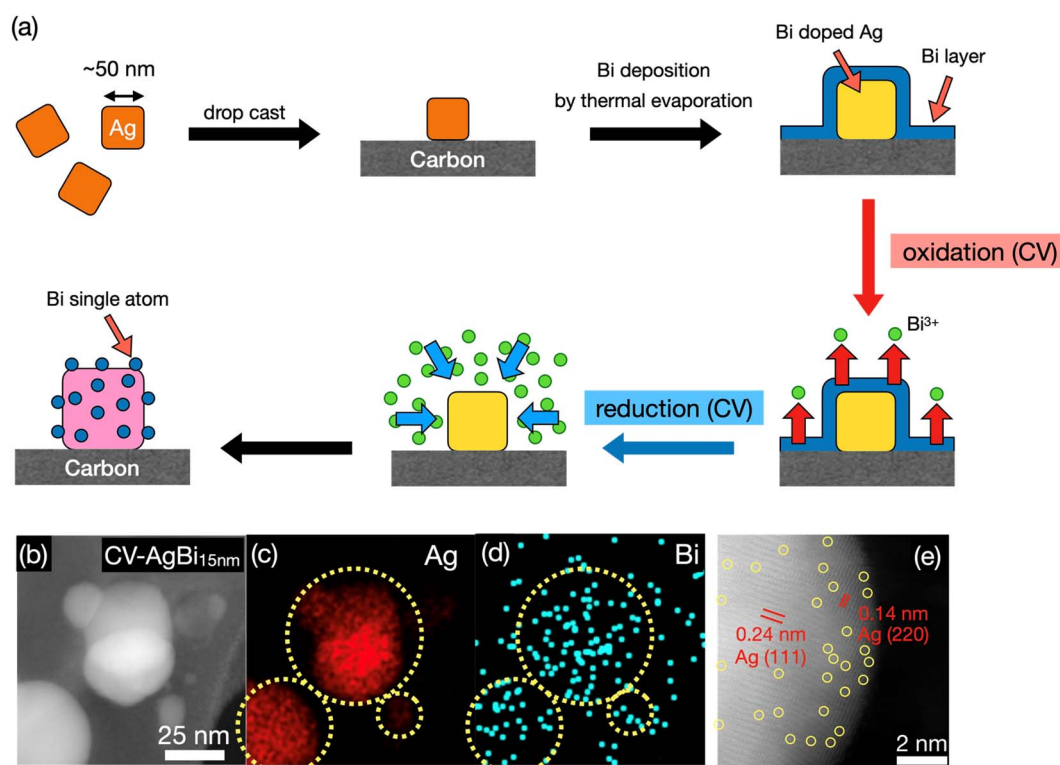 (a)
~50 nm
Ag
drop cast
Carbon
Bi deposition
by thermal evaporation
Bi doped Ag
Bi layer
oxidation (CV)
Bi³⁺
reduction (CV)
Bi single atom
Carbon
(b)
CV-AgBi₁₅ₙₘ
25 nm
(c)
Ag
(d)
Bi
(e)
0.24 nm
Ag (111)
0.14 nm
Ag (220)
2 nm